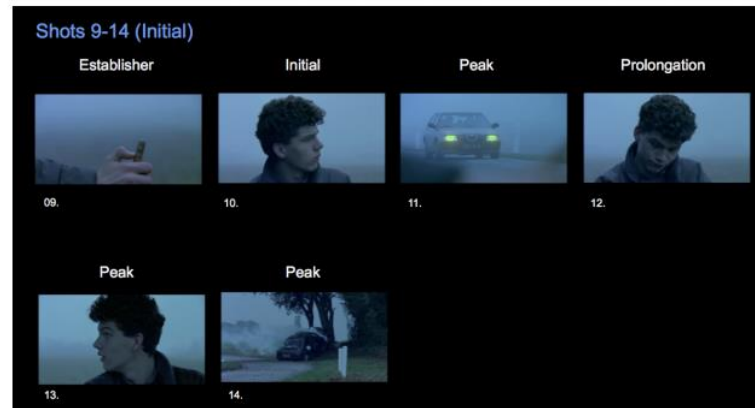 Shots 9-14 (Initial)
Establisher Initial Peak Prolongation
09. 10. 11. 12.
Peak Peak
13. 14.